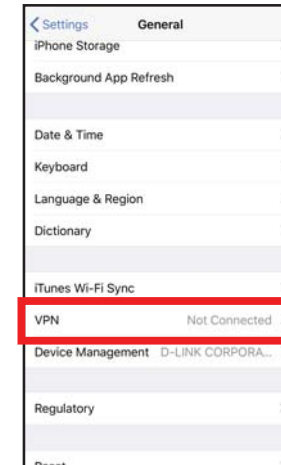 Settings General
iPhone Storage
Background App Refresh
Date & Time
Keyboard
Language & Region
Dictionary
iTunes Wi-Fi Sync
VPN Not Connected
Device Management D-LINK CORPORA...
Regulatory
Reset